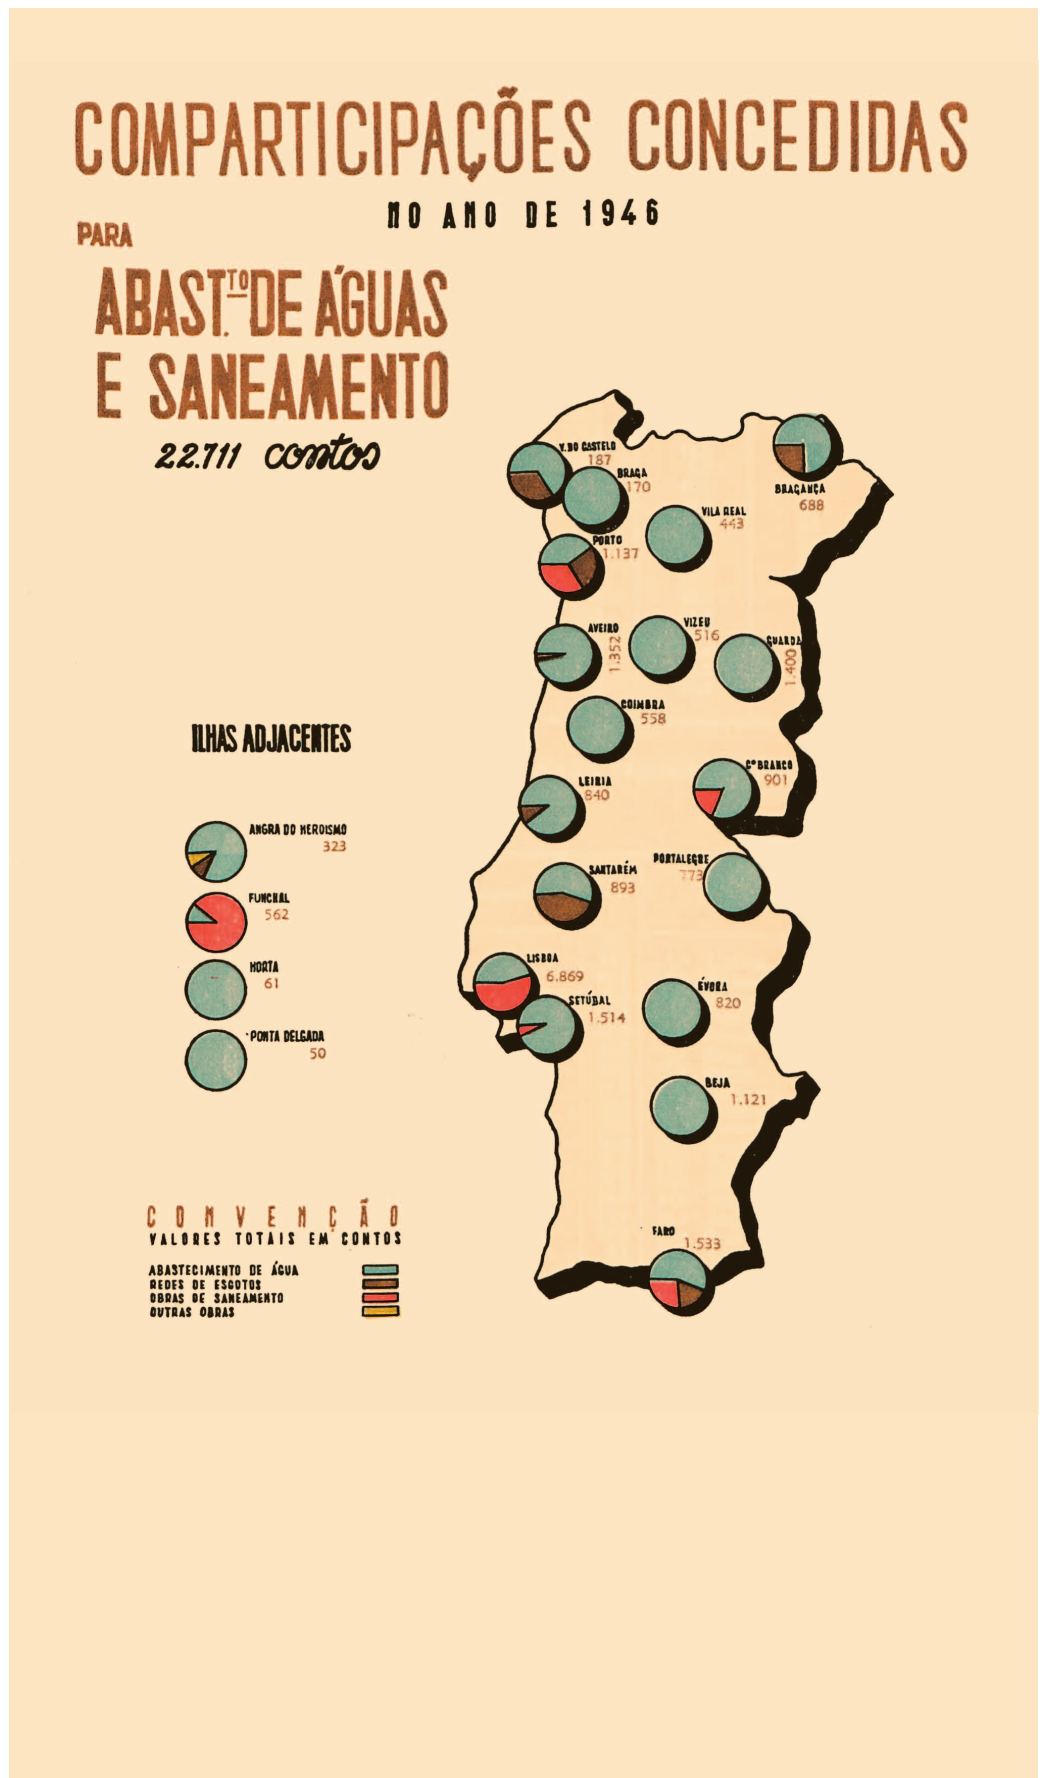 COMPARTICIPAÇÕES CONCEDIDAS
NO ANO DE 1946
PARA
ABAST.TO DE ÁGUAS
E SANEAMENTO
22.711 contos
V. DO CASTELO
187
BRAGA
170
BRAGANÇA
688
VILA REAL
443
PORTO
1.137
AVEIRO
1.352
VIZEU
516
GUARDA
1.400
COIMBRA
558
LEIRIA
840
Cº BRANCO
901
SANTARÉM
893
PORTALEGRE
773
LISBOA
6.869
SETÚBAL
1.514
ÉVORA
820
BEJA
1.121
FARO
1.533
ILHAS ADJACENTES
ANGRA DO HEROISMO
323
FUNCHAL
562
HORTA
61
PONTA DELGADA
50
CONVENÇÃO
VALORES TOTAIS EM CONTOS
ABASTECIMENTO DE ÁGUA
REDES DE ESGOTOS
OBRAS DE SANEAMENTO
OUTRAS OBRAS